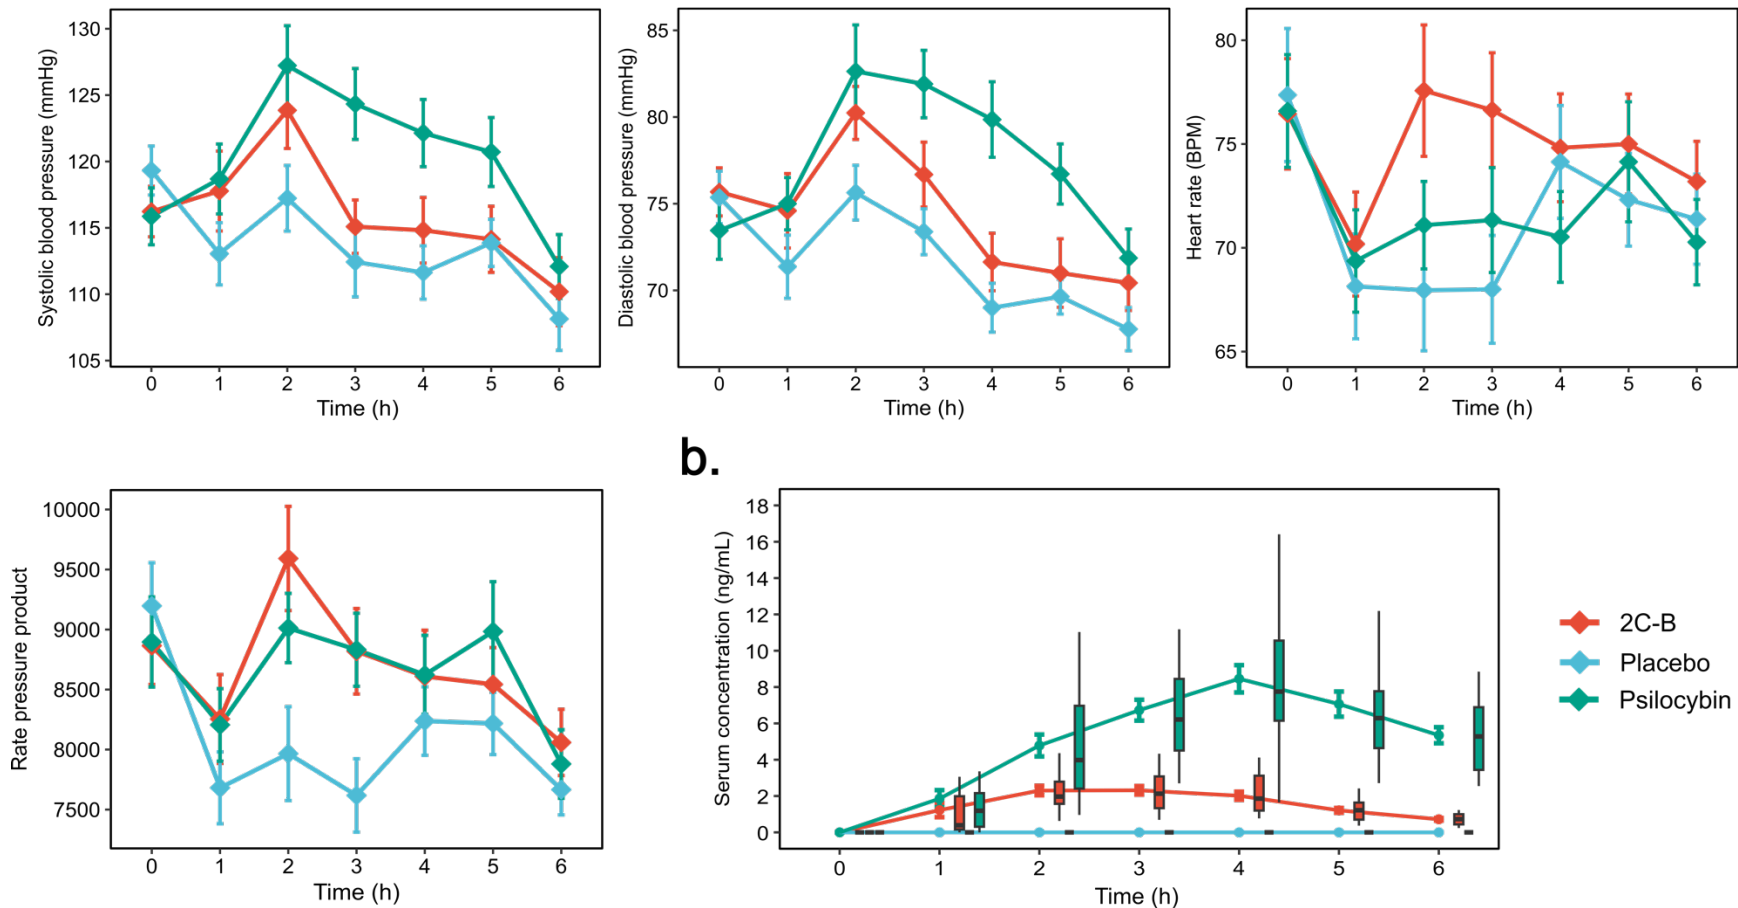 130
125
120
115
110
105
Systolic blood pressure (mmHg)
0 1 2 3 4 5 6
Time (h)
85
80
75
70
Diastolic blood pressure (mmHg)
0 1 2 3 4 5 6
Time (h)
80
75
70
65
Heart rate (BPM)
0 1 2 3 4 5 6
Time (h)
10000
9500
9000
8500
8000
7500
Rate pressure product
0 1 2 3 4 5 6
Time (h)
b.
18
16
14
12
10
8
6
4
2
0
Serum concentration (ng/mL)
0 1 2 3 4 5 6
Time (h)
2C-B
Placebo
Psilocybin